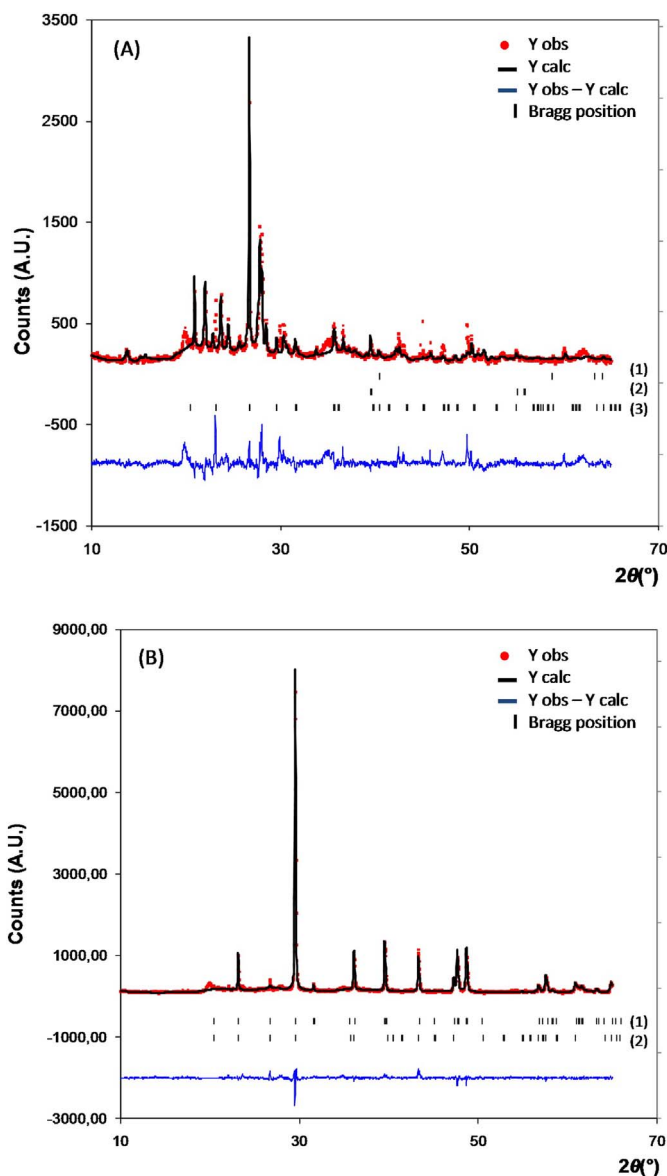 (A)
Y obs
Y calc
Y obs – Y calc
Bragg position
3500
1500
500
-500
-1500
Counts (A.U.)
(1)
(2)
(3)
10
30
50
70
2θ(°)
(B)
Y obs
Y calc
Y obs – Y calc
Bragg position
9000,00
7000,00
5000,00
3000,00
1000,00
-1000,00
-3000,00
Counts (A.U.)
(1)
(2)
10
30
50
70
2θ(°)